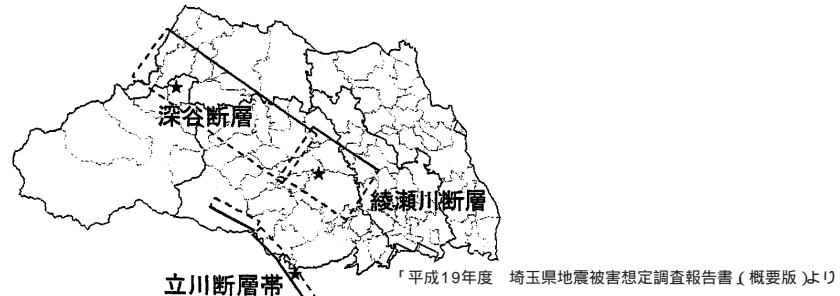 深谷断層
綾瀬川断層
立川断層帯
「平成19年度 埼玉県地震被害想定調査報告書(概要版)より